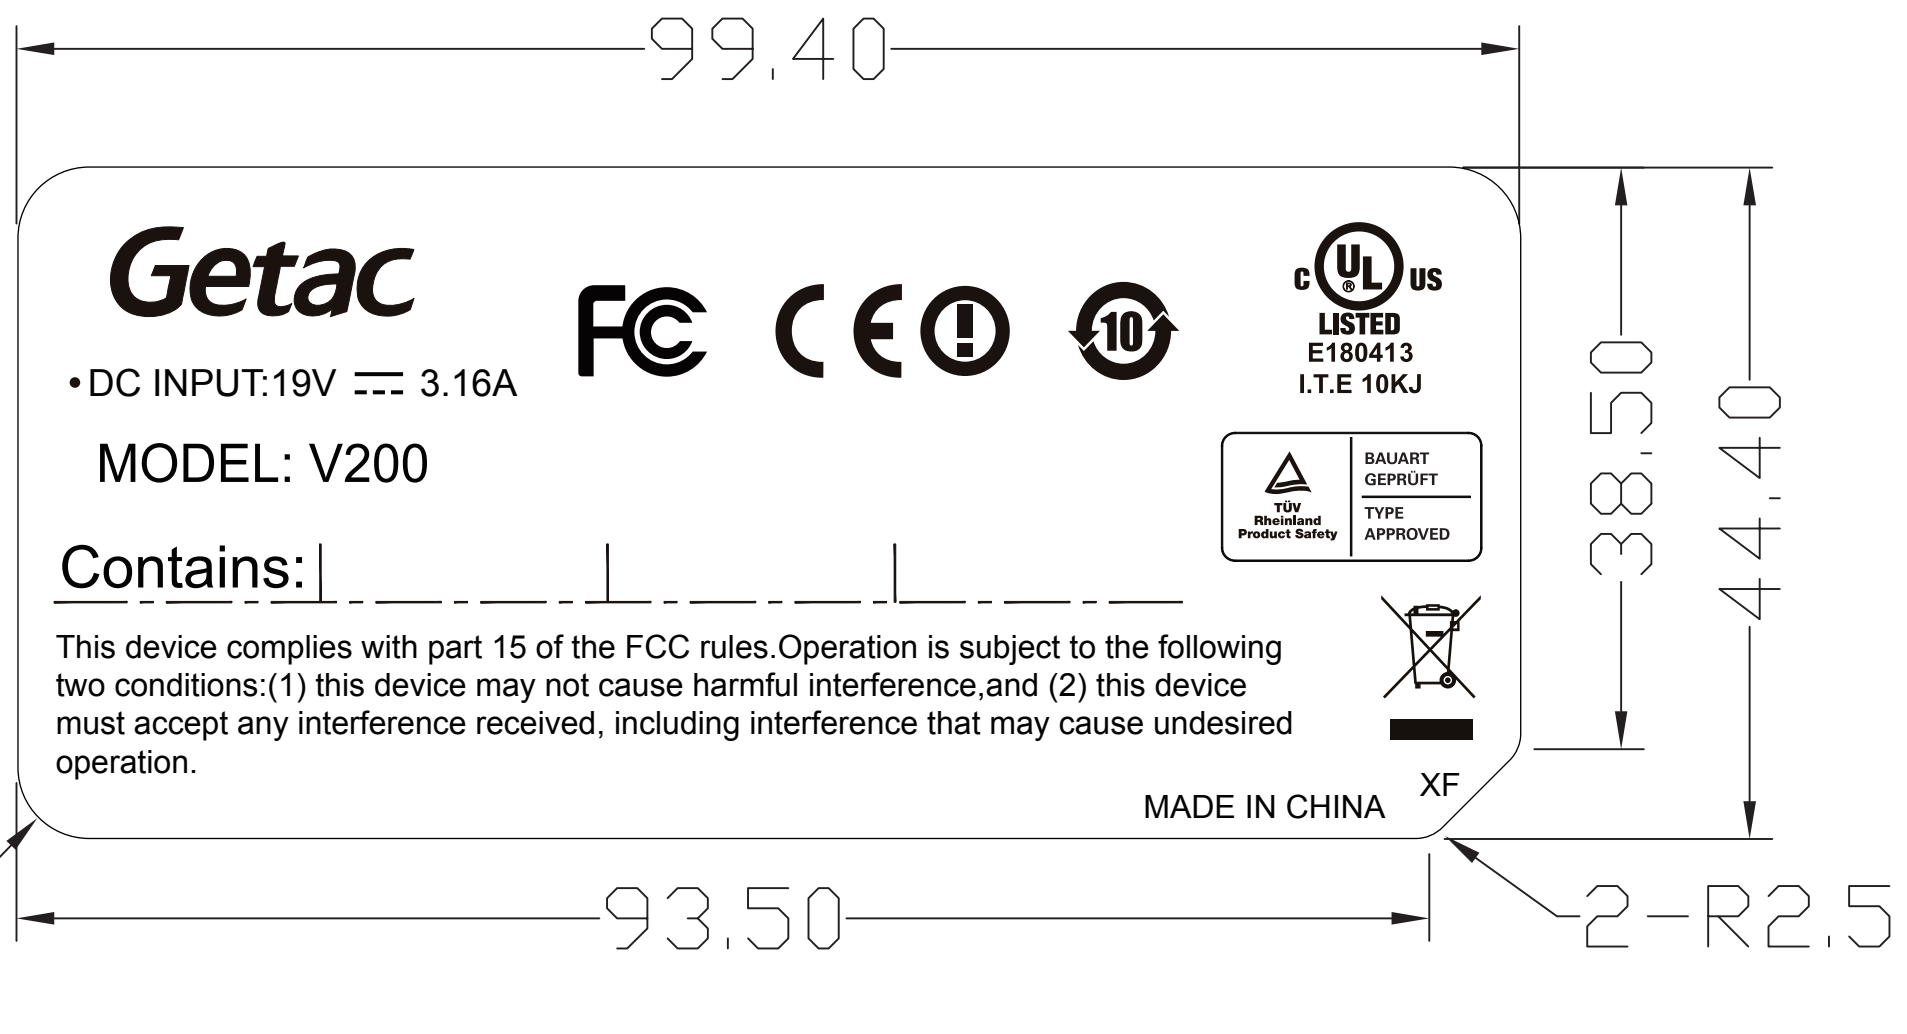 99.40
Getac
FC
CE
10
C UL US
®
LISTED
E180413
I.T.E 10KJ
•DC INPUT:19V 3.16A
MODEL: V200
TÜV
Rheinland
Product Safety
BAUART
GEPRÜFT
TYPE
APPROVED
Contains:
This device complies with part 15 of the FCC rules.Operation is subject to the following
two conditions:(1) this device may not cause harmful interference,and (2) this device
must accept any interference received, including interference that may cause undesired
operation.
MADE IN CHINA
XF
38.50
44.40
93.50
2-R2.5